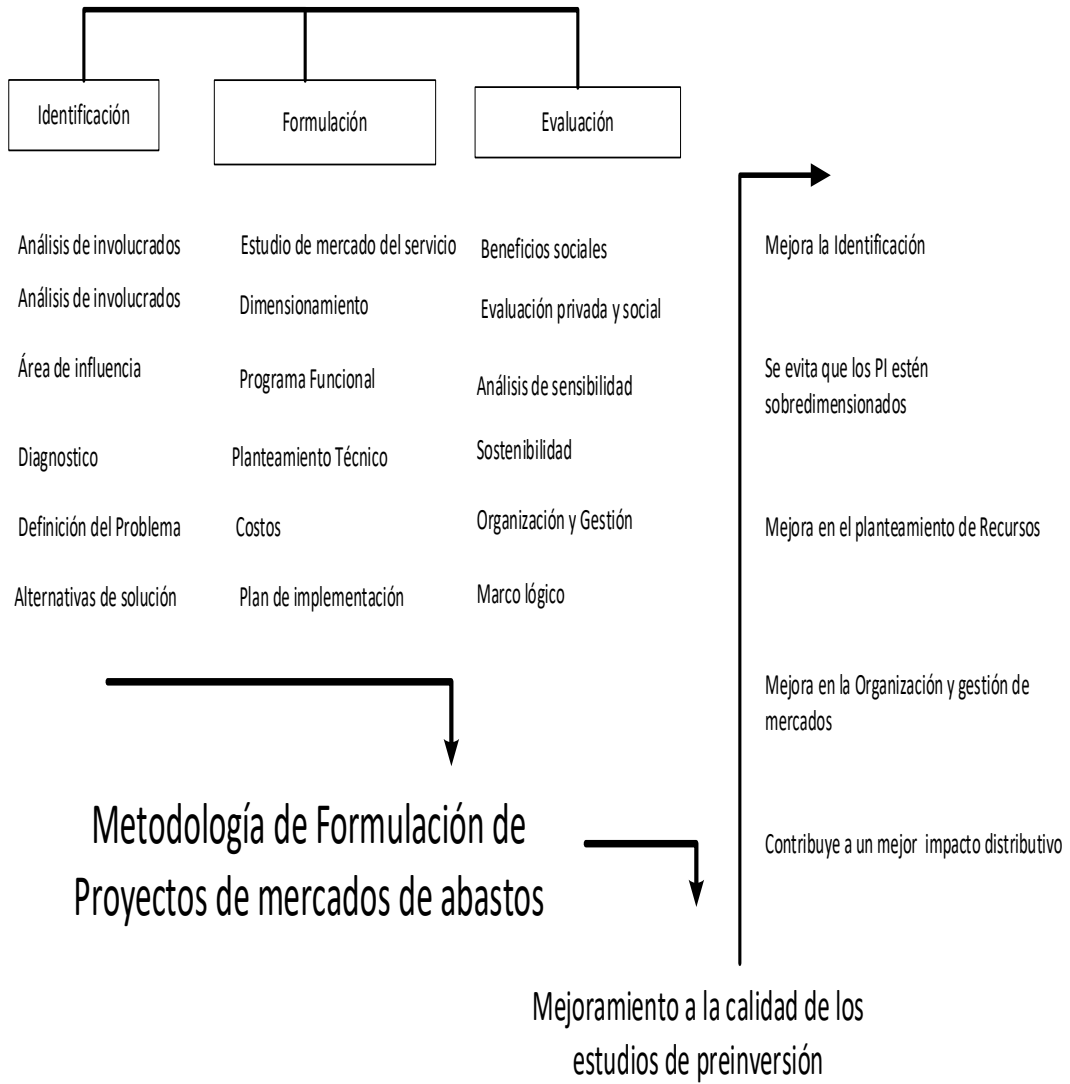 Identificación
Formulación
Evaluación
Análisis de involucrados
Análisis de involucrados
Área de influencia
Diagnostico
Definición del Problema
Alternativas de solución
Estudio de mercado del servicio
Dimensionamiento
Programa Funcional
Planteamiento Técnico
Costos
Plan de implementación
Beneficios sociales
Evaluación privada y social
Análisis de sensibilidad
Sostenibilidad
Organización y Gestión
Marco lógico
Mejora la Identificación
Se evita que los PI estén
sobredimensionados
Mejora en el planteamiento de Recursos
Mejora en la Organización y gestión de
mercados
Contribuye a un mejor impacto distributivo
Metodología de Formulación de
Proyectos de mercados de abastos
Mejoramiento a la calidad de los
estudios de preinversión